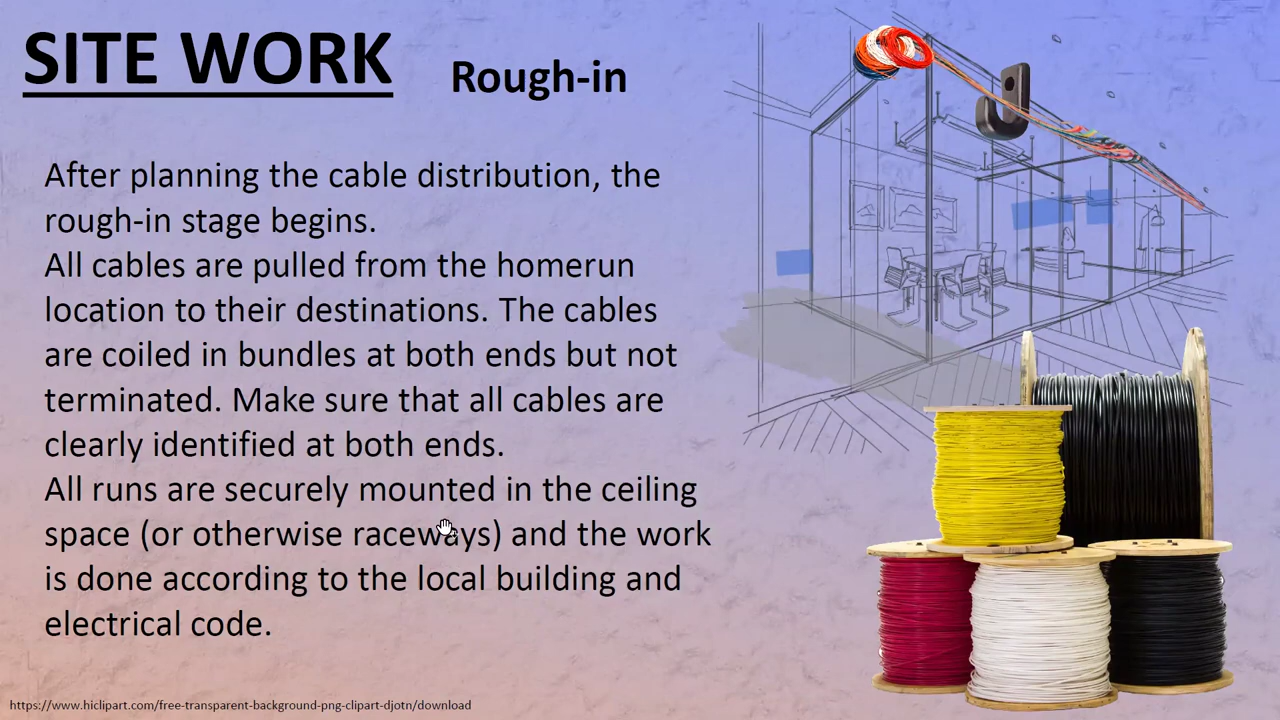 SITE WORK
Rough-in
After planning the cable distribution, the
rough-in stage begins.
All cables are pulled from the homerun
location to their destinations. The cables
are coiled in bundles at both ends but not
terminated. Make sure that all cables are
clearly identified at both ends.
All runs are securely mounted in the ceiling
space (or otherwise raceways) and the work
is done according to the local building and
electrical code.
https://www.hiclipart.com/free-transparent-background-png-clipart-djotn/download